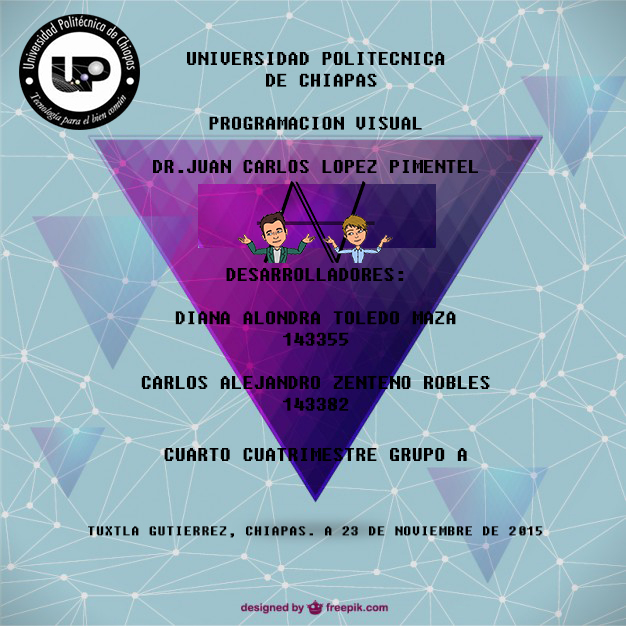 Universidad Politécnica de Chiapas
UP
Tecnología para el bien común
UNIVERSIDAD POLITECNICA
DE CHIAPAS
PROGRAMACION VISUAL
DR.JUAN CARLOS LOPEZ PIMENTEL
DESARROLLADORES:
DIANA ALONDRA TOLEDO MAZA
143355
CARLOS ALEJANDRO ZENTENO ROBLES
143382
CUARTO CUATRIMESTRE GRUPO A
TUXTLA GUTIERREZ, CHIAPAS. A 23 DE NOVIEMBRE DE 2015
designed by freepik.com